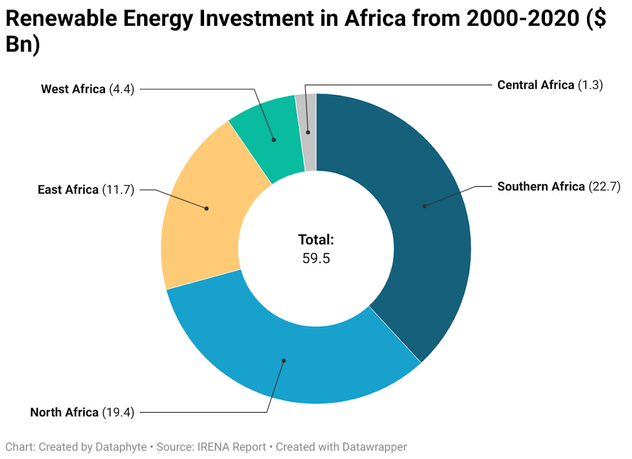 Renewable Energy Investment in Africa from 2000-2020 ($
Bn)
West Africa (4.4)
Central Africa (1.3)
East Africa (11.7)
Southern Africa (22.7)
Total:
59.5
North Africa (19.4)
Chart: Created by Dataphyte • Source: IRENA Report • Created with Datawrapper